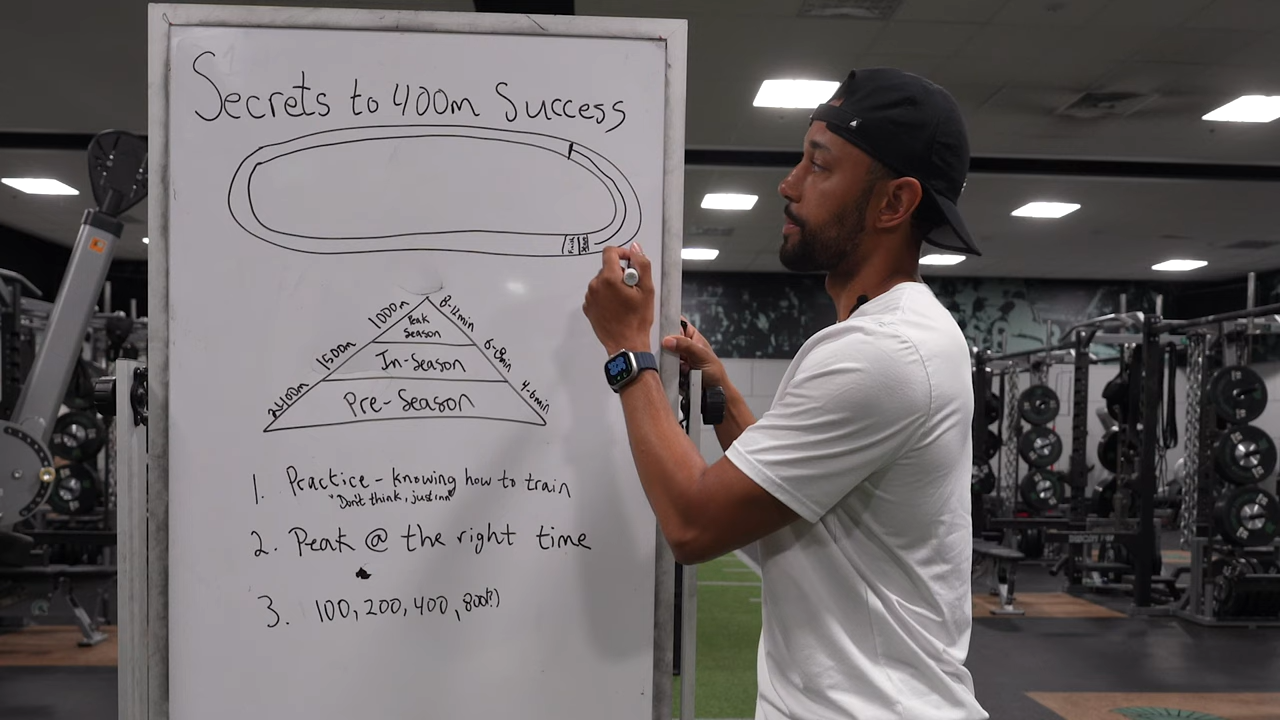 Secrets to 400m Success
1000m
8-12min
Peak
Season
1500m
6-8min
In-Season
2400m
4-6min
Pre-Season
1. Practice - knowing how to train
"Don't think, just run"
2. Peak @ the right time
3. 100, 200, 400, 800(?)